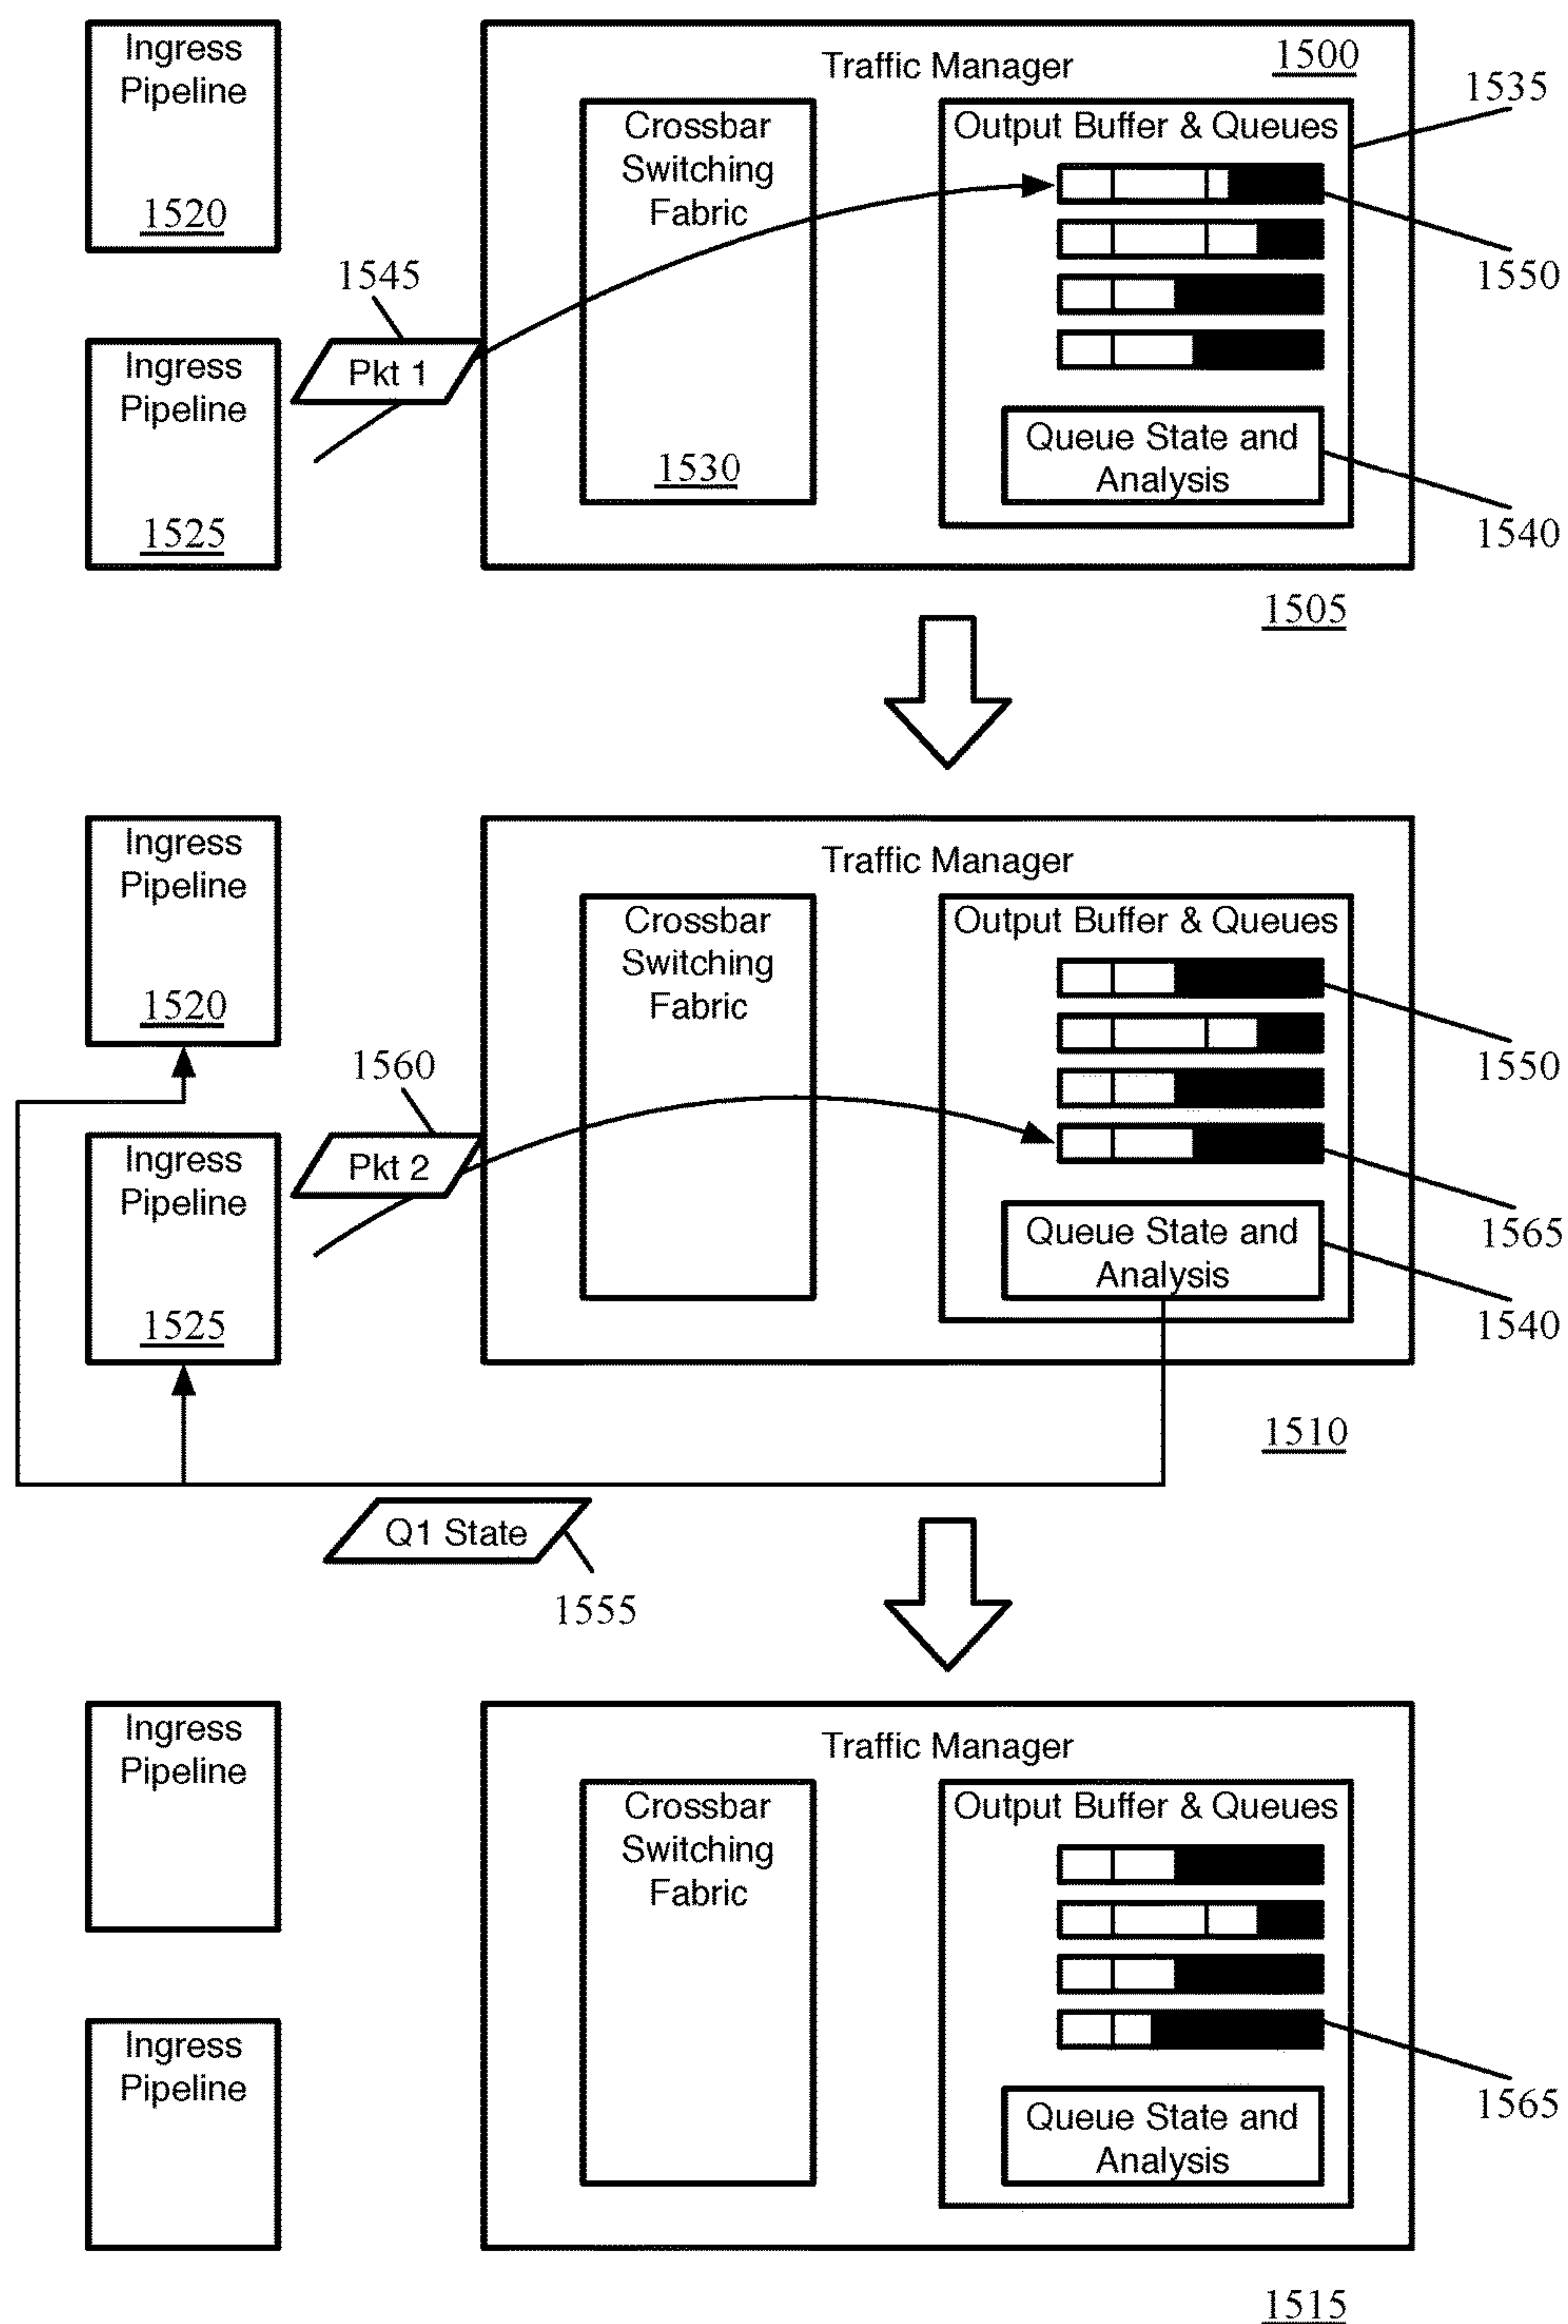 Ingress
Pipeline
1520
Traffic Manager
1500
Crossbar
Switching
Fabric
1530
Output Buffer & Queues
1535
1550
1545
Pkt 1
Ingress
Pipeline
1525
Queue State and
Analysis
1540
1505
Ingress
Pipeline
1520
Traffic Manager
Crossbar
Switching
Fabric
Output Buffer & Queues
1550
1560
Pkt 2
Ingress
Pipeline
1525
1565
Queue State and
Analysis
1540
1510
Q1 State
1555
Ingress
Pipeline
Traffic Manager
Crossbar
Switching
Fabric
Output Buffer & Queues
Ingress
Pipeline
1565
Queue State and
Analysis
1515